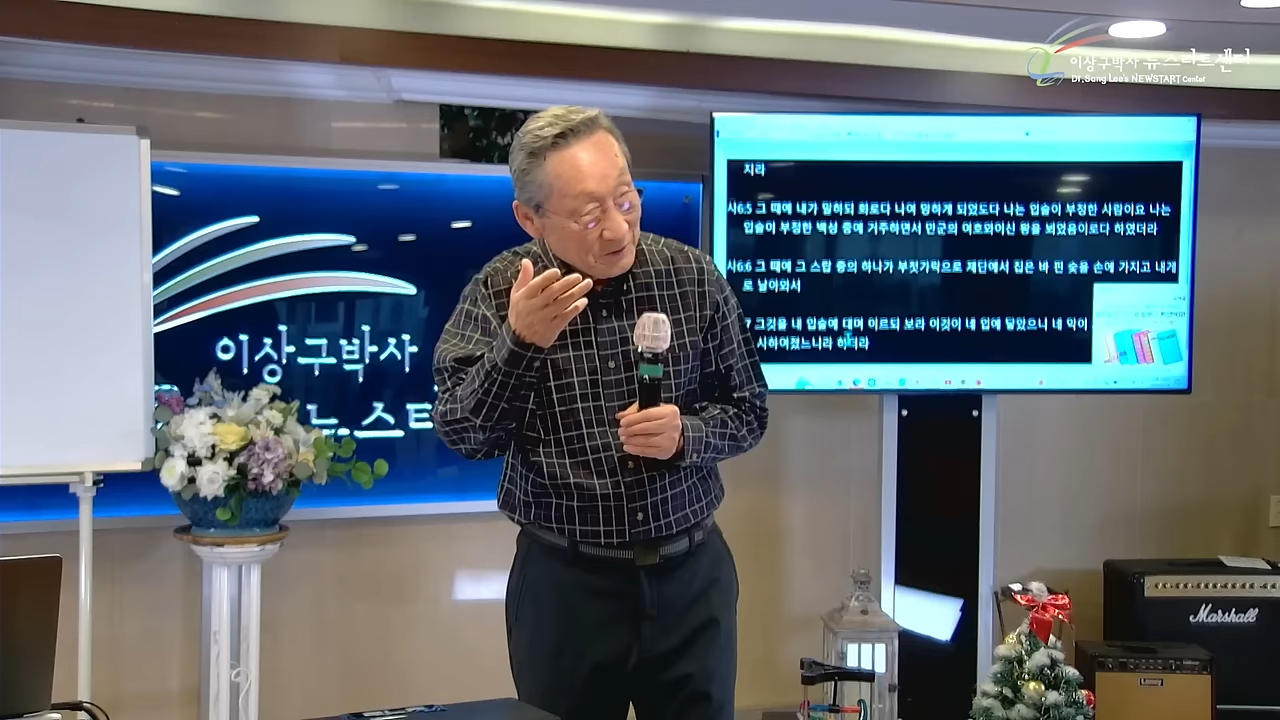 이상구박사 뉴스타트센터
Dr.Sang Lee's NEWSTART Center
이상구박사
뉴스타
지라
사6:5 그 때에 내가 말하되 화로다 나여 망하게 되었도다 나는 입술이 부정한 사람이요 나는
입술이 부정한 백성 중에 거주하면서 만군의 여호와이신 왕을 뵈었음이로다 하였더라
사6:6 그 때에 그 스랍 중의 하나가 부젓가락으로 제단에서 집은 바 핀 숯을 손에 가지고 내게
로 날아와서
7 그것을 내 입술에 대며 이르되 보라 이것이 네 입에 닿았으니 네 악이
시하여졌느니라 하더라
Marshall
Laney